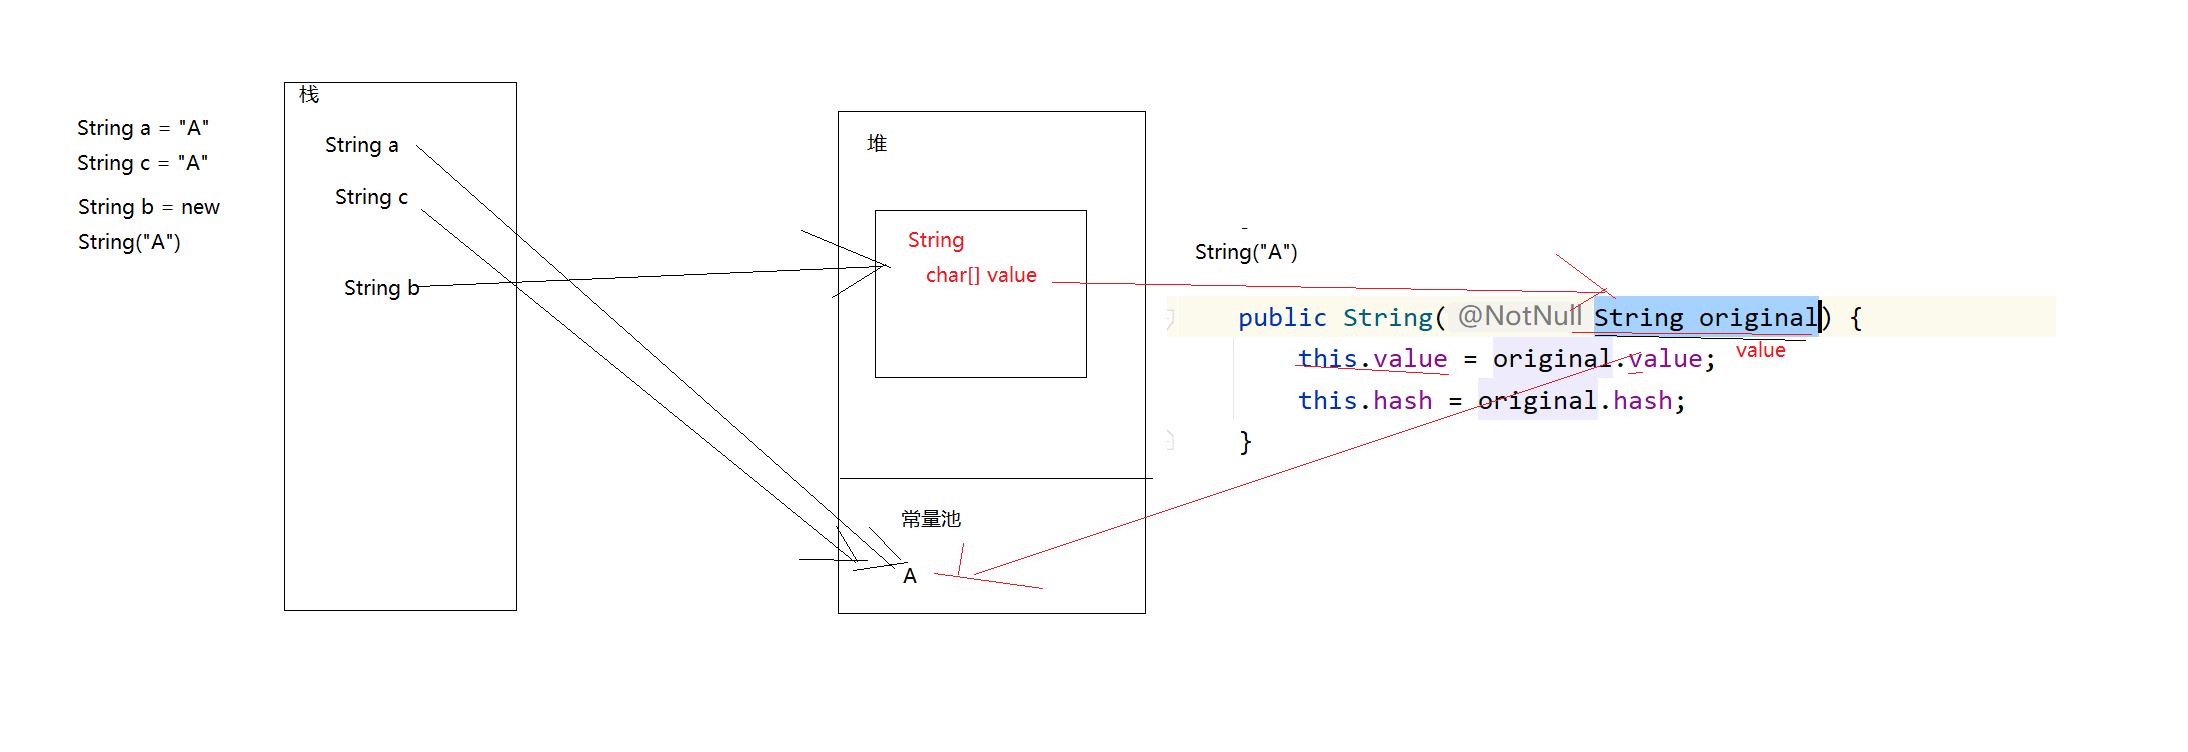 String a = "A"
String c = "A"
String b = new
String("A")
栈
String a
String c
String b
堆
String
char[] value
常量池
A
String("A")
public String( @NotNull String original) {
value
this.value = original.value;
this.hash = original.hash;
}